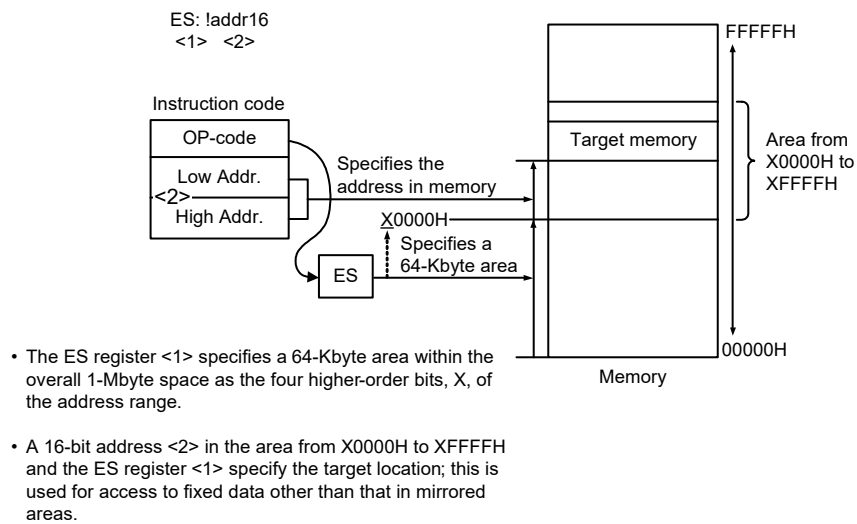 ES: !addr16
<1> <2>
FFFFFH
Instruction code
OP-code
Low Addr.
<2>
High Addr.
Specifies the
address in memory
Target memory
Area from
X0000H to
XFFFFH
X0000H
Specifies a
64-Kbyte area
ES
00000H
Memory
• The ES register <1> specifies a 64-Kbyte area within the
overall 1-Mbyte space as the four higher-order bits, X, of
the address range.
• A 16-bit address <2> in the area from X0000H to XFFFFH
and the ES register <1> specify the target location; this is
used for access to fixed data other than that in mirrored
areas.